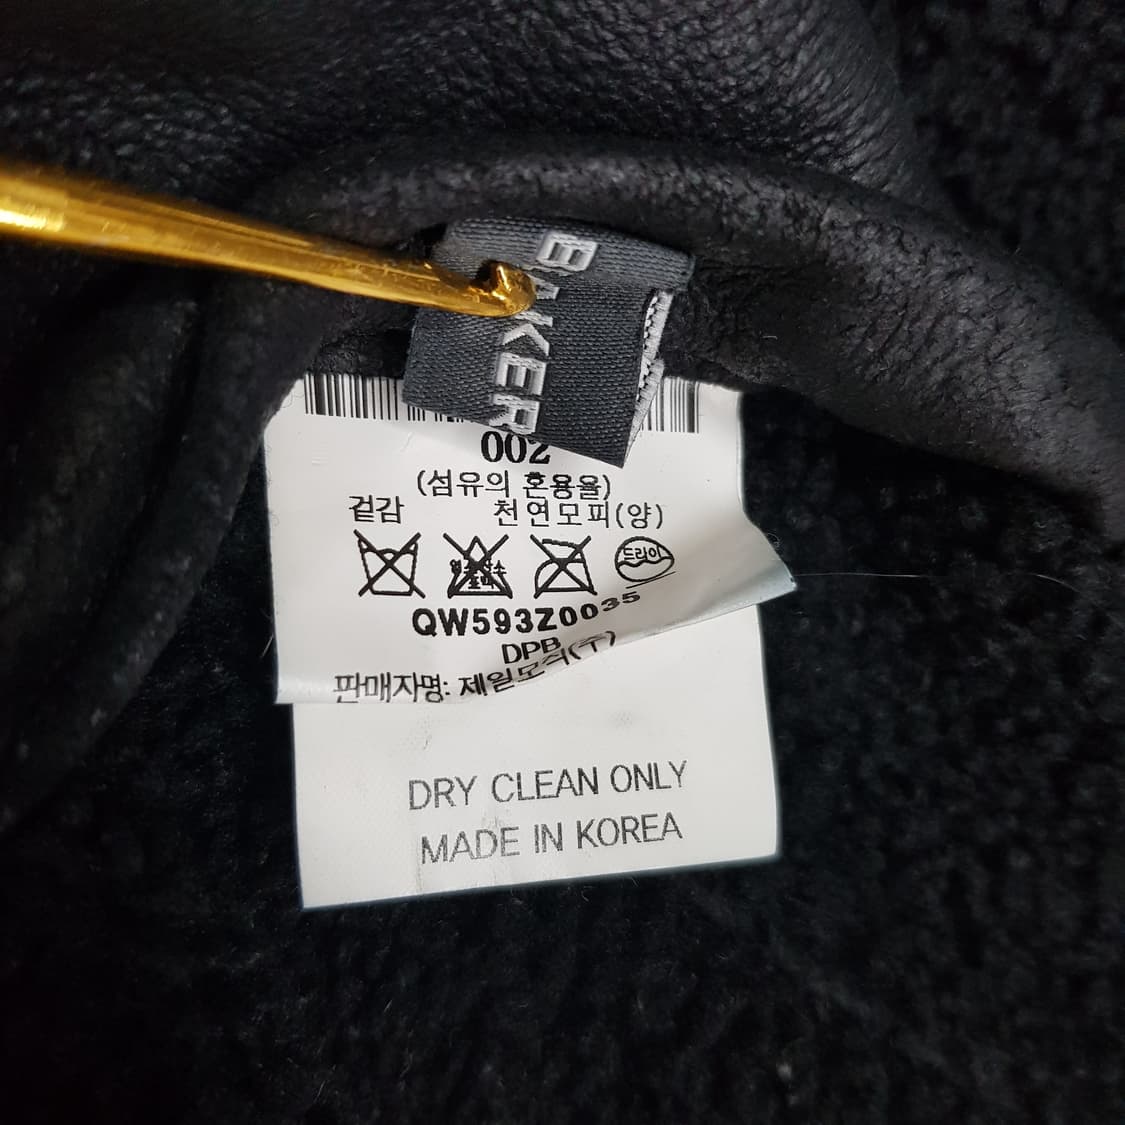 BAKER
002
(섬유의 혼용율)
겉감 천연모피(양)
드라이
QW593Z0035
DPB
판매자명: 제일모직(주)
DRY CLEAN ONLY
MADE IN KOREA